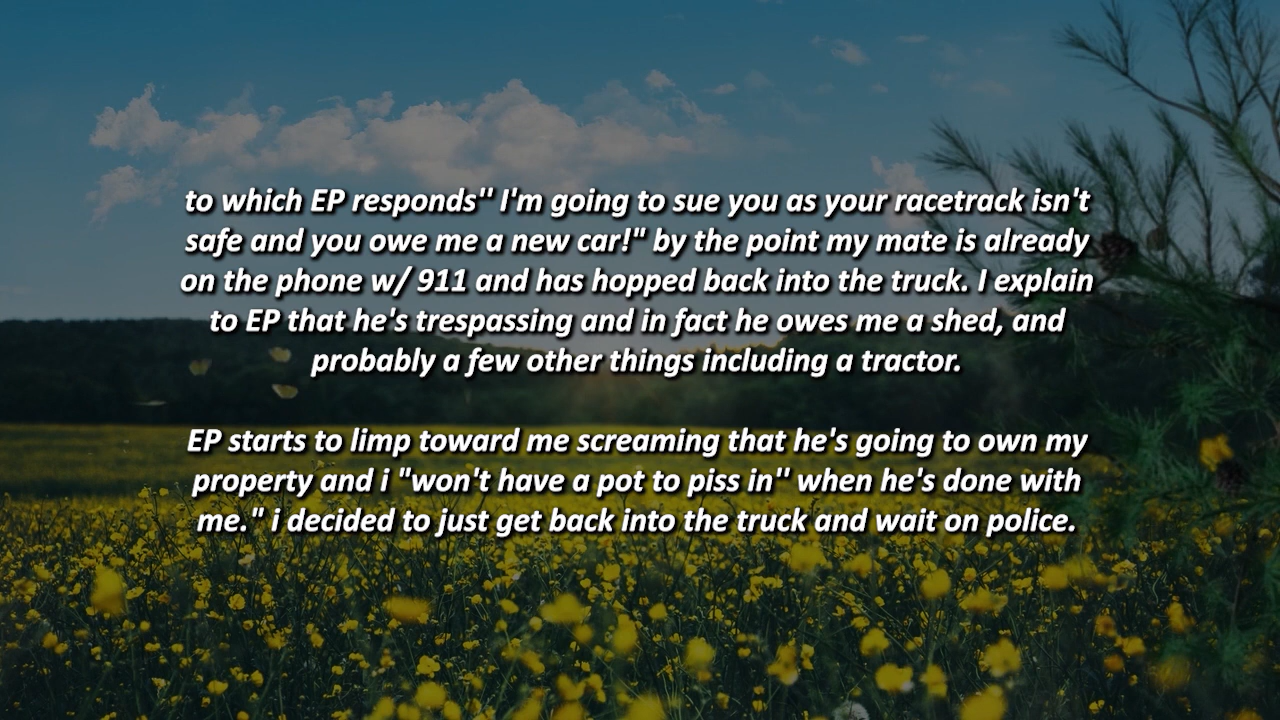 to which EP responds'' I'm going to sue you as your racetrack isn't
safe and you owe me a new car!" by the point my mate is already
on the phone w/ 911 and has hopped back into the truck. I explain
to EP that he's trespassing and in fact he owes me a shed, and
probably a few other things including a tractor.
EP starts to limp toward me screaming that he's going to own my
property and i "won't have a pot to piss in'' when he's done with
me." i decided to just get back into the truck and wait on police.